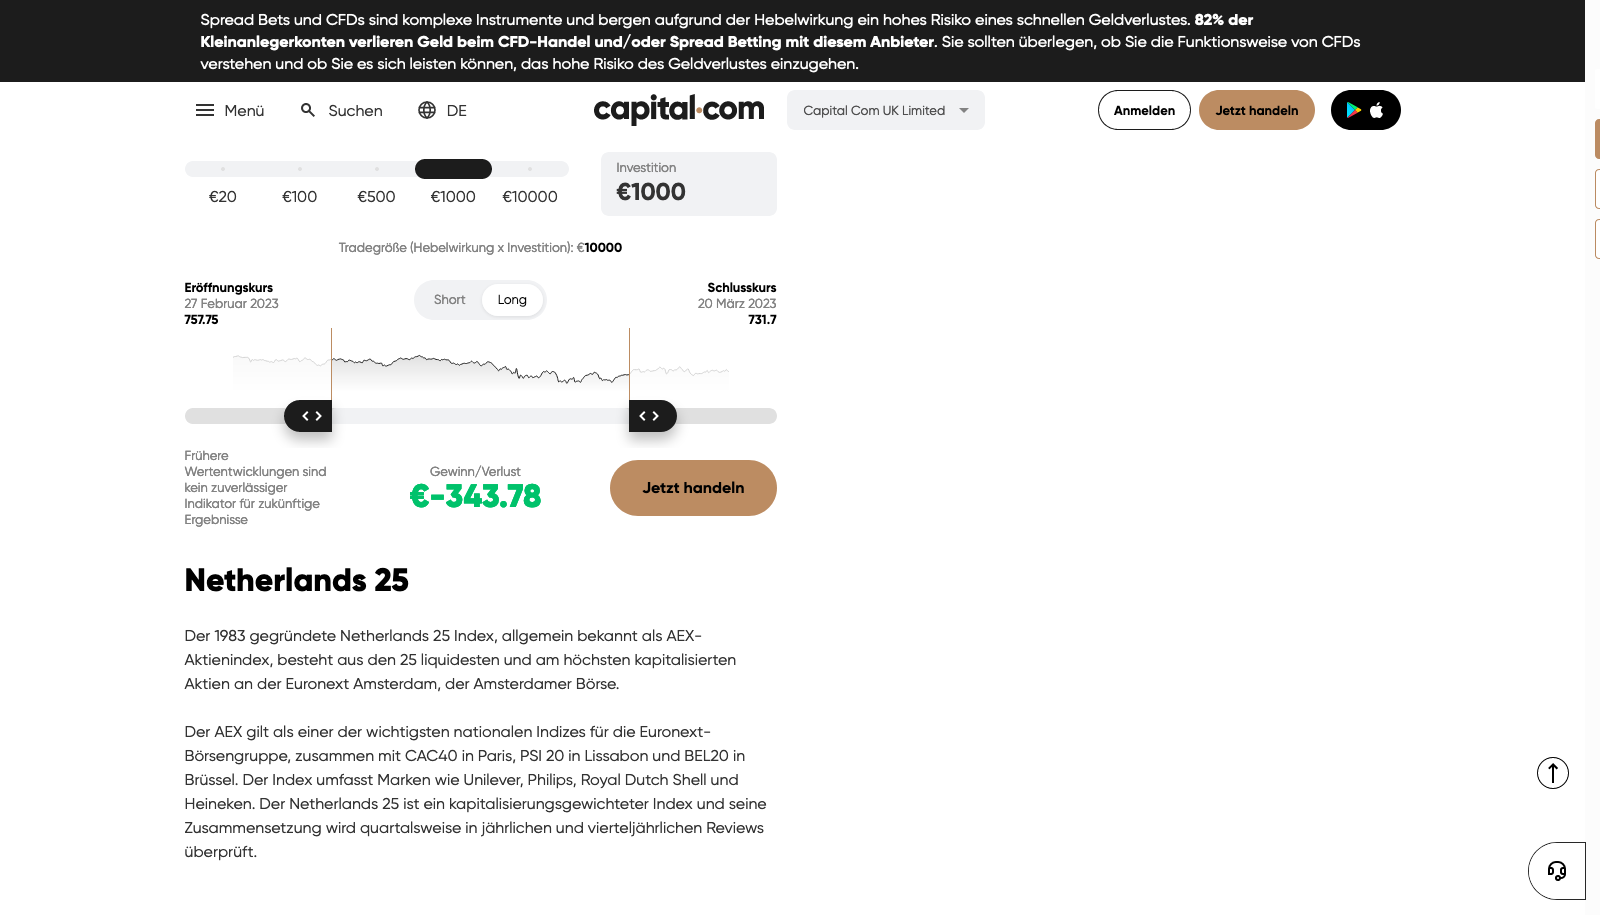 Spread Bets und CFDs sind komplexe Instrumente und bergen aufgrund der Hebelwirkung ein hohes Risiko eines schnellen Geldverlustes. 82% der
Kleinanlegerkonten verlieren Geld beim CFD-Handel und/oder Spread Betting mit diesem Anbieter. Sie sollten überlegen, ob Sie die Funktionsweise von CFDs
verstehen und ob Sie es sich leisten können, das hohe Risiko des Geldverlustes einzugehen.
Menü
Suchen
DE
capital.com
Capital Com UK Limited
Anmelden
Jetzt handeln
€20
€100
€500
€1000
€10000
Investition
€1000
Tradegröße (Hebelwirkung x Investition): €10000
Eröffnungskurs
27 Februar 2023
757.75
Short
Long
Schlusskurs
20 März 2023
731.7
Frühere
Wertentwicklungen sind
kein zuverlässiger
Indikator für zukünftige
Ergebnisse
Gewinn/Verlust
€-343.78
Jetzt handeln
Netherlands 25
Der 1983 gegründete Netherlands 25 Index, allgemein bekannt als AEX-
Aktienindex, besteht aus den 25 liquidesten und am höchsten kapitalisierten
Aktien an der Euronext Amsterdam, der Amsterdamer Börse.
Der AEX gilt als einer der wichtigsten nationalen Indizes für die Euronext-
Börsengruppe, zusammen mit CAC40 in Paris, PSI 20 in Lissabon und BEL20 in
Brüssel. Der Index umfasst Marken wie Unilever, Philips, Royal Dutch Shell und
Heineken. Der Netherlands 25 ist ein kapitalisierungsgewichteter Index und seine
Zusammensetzung wird quartalsweise in jährlichen und vierteljährlichen Reviews
überprüft.